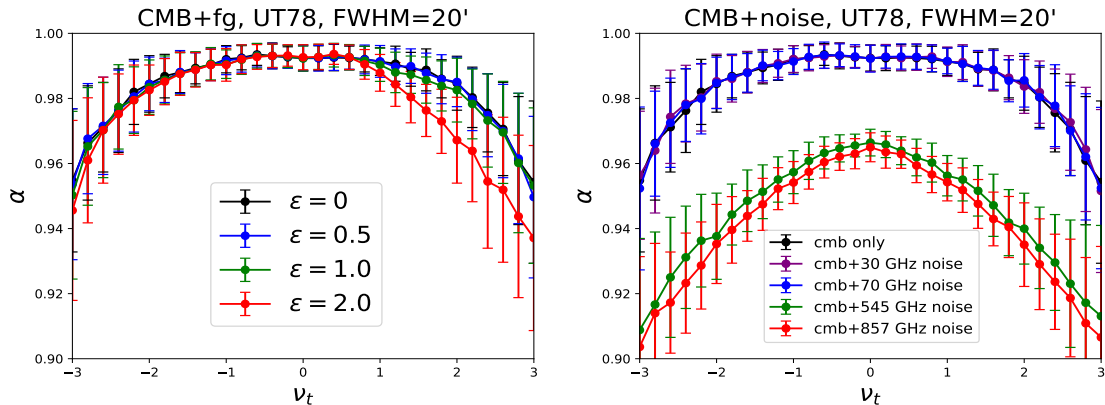 CMB+fg, UT78, FWHM=20'
1.00
0.98
0.96
0.94
0.92
0.90
α
ε = 0
ε = 0.5
ε = 1.0
ε = 2.0
−3
−2
−1
0
1
2
3
ν_t
CMB+noise, UT78, FWHM=20'
1.00
0.98
0.96
0.94
0.92
0.90
α
cmb only
cmb+30 GHz noise
cmb+70 GHz noise
cmb+545 GHz noise
cmb+857 GHz noise
−3
−2
−1
0
1
2
3
ν_t